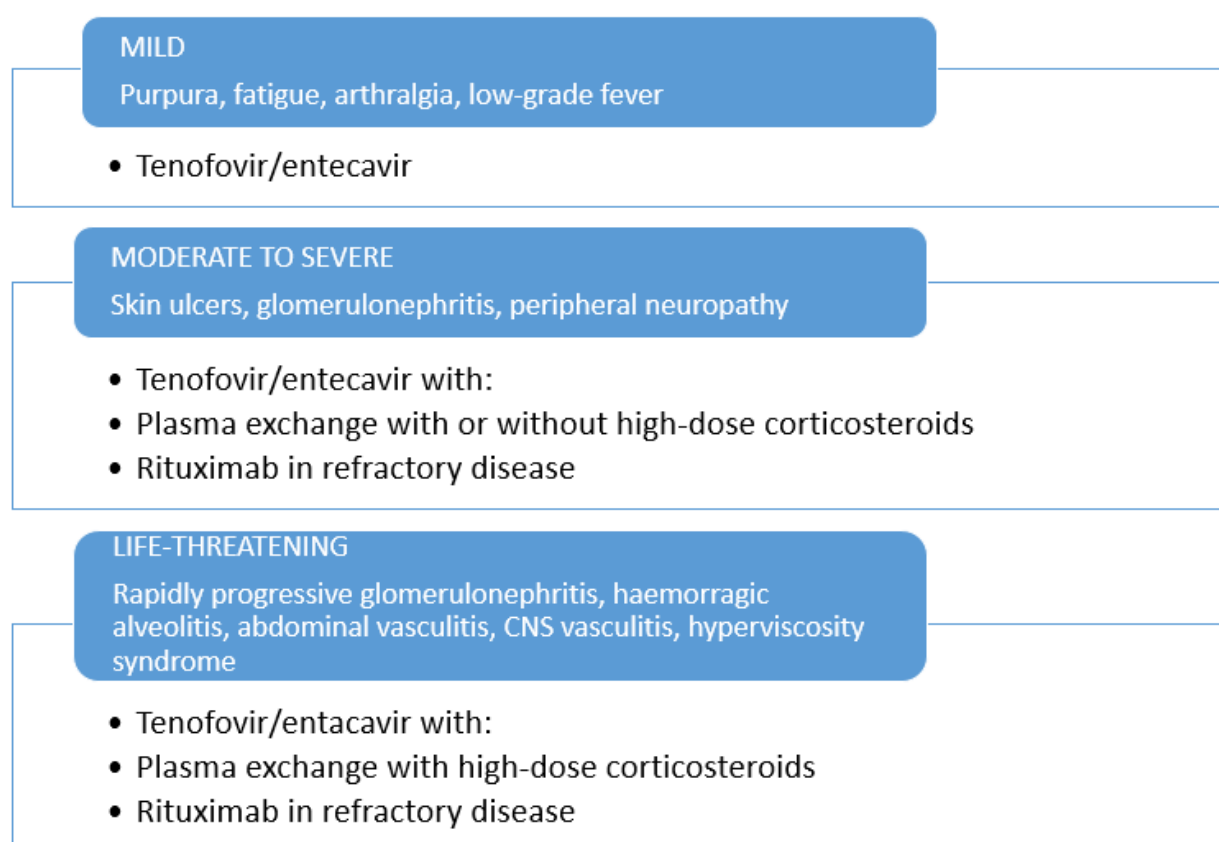 MILD
Purpura, fatigue, arthralgia, low-grade fever
• Tenofovir/entecavir
MODERATE TO SEVERE
Skin ulcers, glomerulonephritis, peripheral neuropathy
• Tenofovir/entecavir with:
• Plasma exchange with or without high-dose corticosteroids
• Rituximab in refractory disease
LIFE-THREATENING
Rapidly progressive glomerulonephritis, haemorragic
alveolitis, abdominal vasculitis, CNS vasculitis, hyperviscosity
syndrome
• Tenofovir/entacavir with:
• Plasma exchange with high-dose corticosteroids
• Rituximab in refractory disease